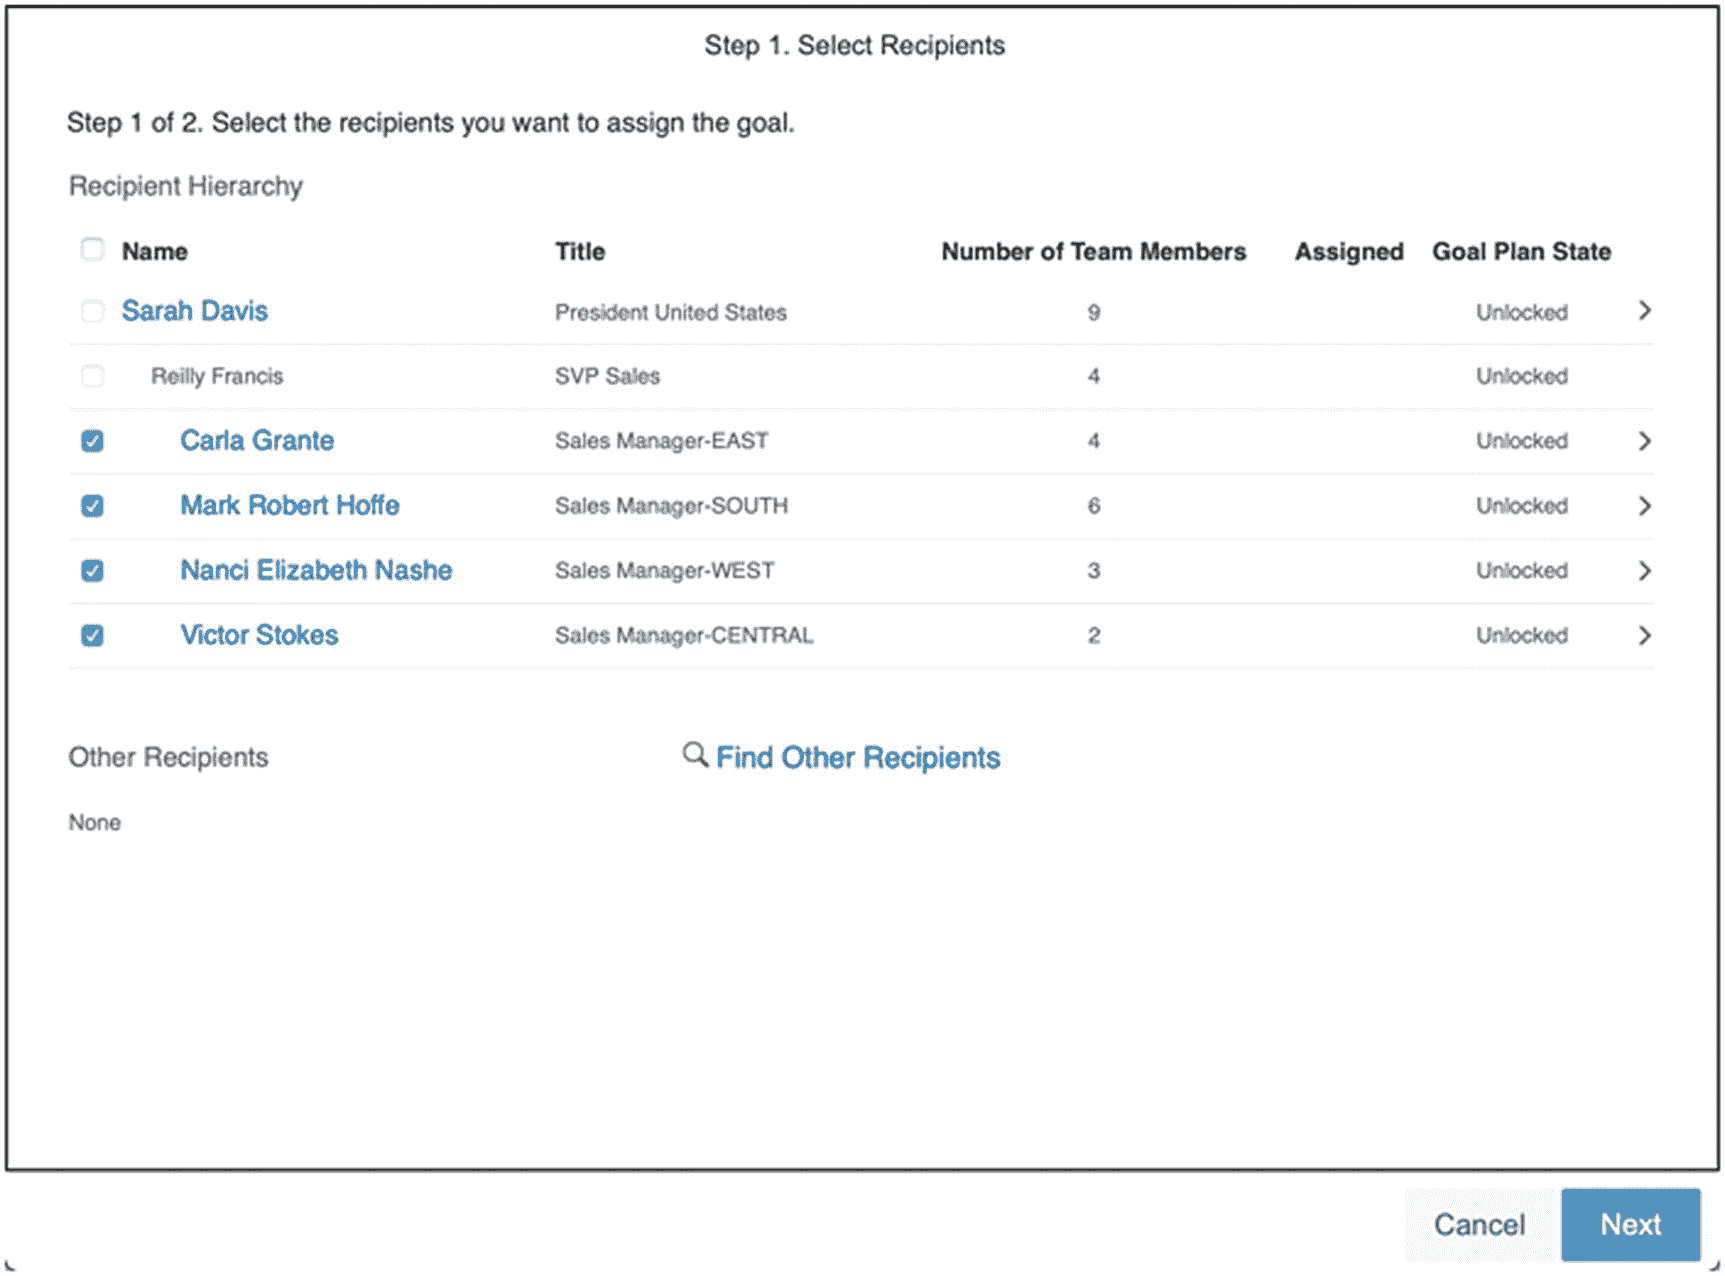 Step 1. Select Recipients
Step 1 of 2. Select the recipients you want to assign the goal.
Recipient Hierarchy
Name Title Number of Team Members Assigned Goal Plan State
Sarah Davis President United States 9 Unlocked
Reilly Francis SVP Sales 4 Unlocked
Carla Grante Sales Manager-EAST 4 Unlocked
Mark Robert Hoffe Sales Manager-SOUTH 6 Unlocked
Nanci Elizabeth Nashe Sales Manager-WEST 3 Unlocked
Victor Stokes Sales Manager-CENTRAL 2 Unlocked
Other Recipients Find Other Recipients
None
Cancel Next